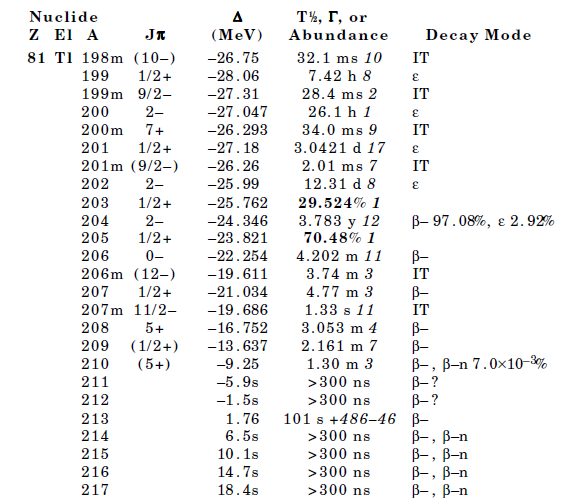 Nuclide Δ T½, Γ, or
Z El A Jπ (MeV) Abundance Decay Mode
81 Tl 198m (10–) –26.75 32.1 ms 10 IT
199 1/2+ –28.06 7.42 h 8 ε
199m 9/2– –27.31 28.4 ms 2 IT
200 2– –27.047 26.1 h 1 ε
200m 7+ –26.293 34.0 ms 9 IT
201 1/2+ –27.18 3.0421 d 17 ε
201m (9/2–) –26.26 2.01 ms 7 IT
202 2– –25.99 12.31 d 8 ε
203 1/2+ –25.762 29.524% 1
204 2– –24.346 3.783 y 12 β– 97.08%, ε 2.92%
205 1/2+ –23.821 70.48% 1
206 0– –22.254 4.202 m 11 β–
206m (12–) –19.611 3.74 m 3 IT
207 1/2+ –21.034 4.77 m 3 β–
207m 11/2– –19.686 1.33 s 11 IT
208 5+ –16.752 3.053 m 4 β–
209 (1/2+) –13.637 2.161 m 7 β–
210 (5+) –9.25 1.30 m 3 β–, β–n 7.0×10⁻³%
211 –5.9s >300 ns β–?
212 –1.5s >300 ns β–?
213 1.76 101 s +486–46 β–
214 6.5s >300 ns β–, β–n
215 10.1s >300 ns β–, β–n
216 14.7s >300 ns β–, β–n
217 18.4s >300 ns β–, β–n